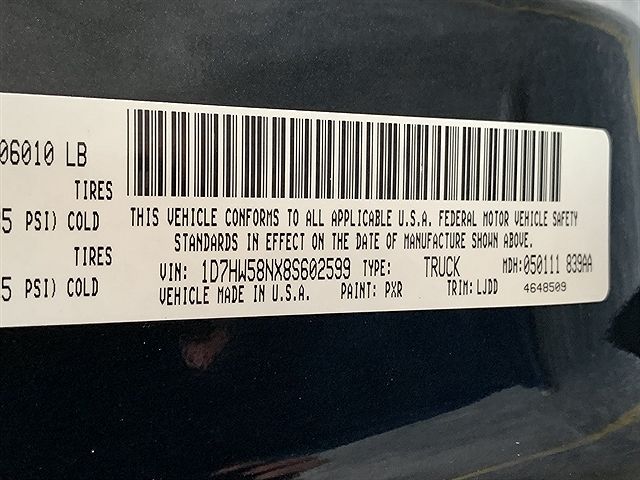 06010 LB
TIRES
5 PSI) COLD
TIRES
5 PSI) COLD
THIS VEHICLE CONFORMS TO ALL APPLICABLE U.S.A. FEDERAL MOTOR VEHICLE SAFETY
STANDARDS IN EFFECT ON THE DATE OF MANUFACTURE SHOWN ABOVE.
VIN: 1D7HW58NX8S602599 TYPE: TRUCK MDH: 050111 839AA
VEHICLE MADE IN U.S.A. PAINT: PXR TRIM: LJDD 4648509